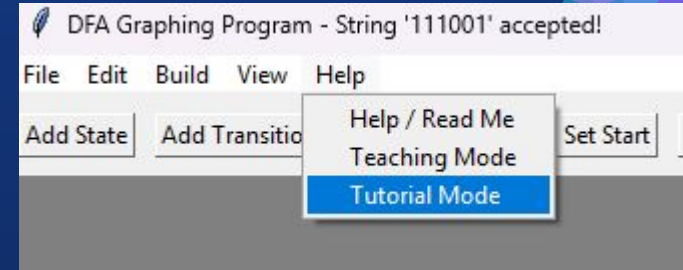 DFA Graphing Program - String '111001' accepted!
File Edit Build View Help
Help / Read Me
Add State Add Transitio Set Start
Teaching Mode
Tutorial Mode